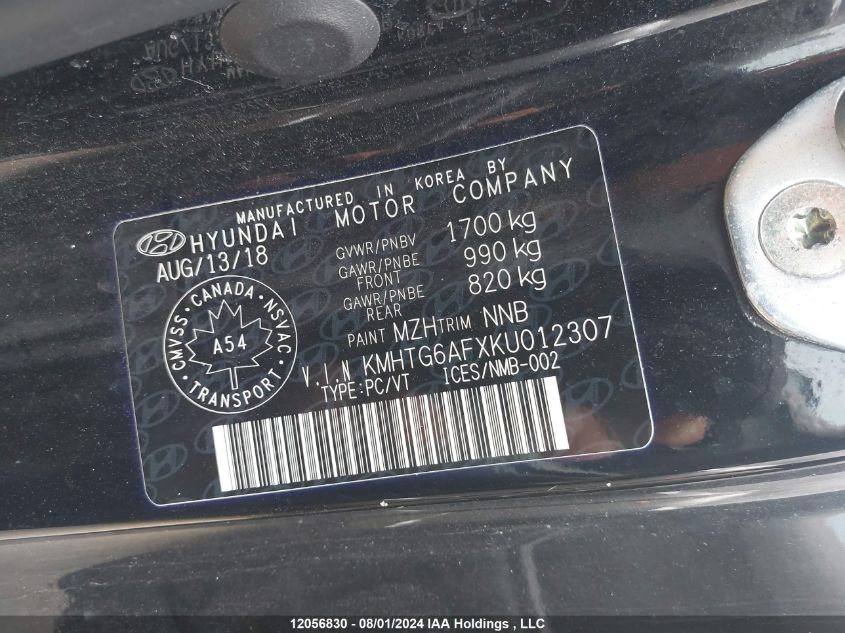 MANUFACTURED IN KOREA BY
HYUNDAI MOTOR COMPANY
AUG/13/18
GVWR/PNBV 1700 kg
GAWR/PNBE FRONT 990 kg
GAWR/PNBE REAR 820 kg
PAINT MZH TRIM NNB
V.I.N KMHTG6AFXKU012307
TYPE:PC/VT ICES/NMB-002
CMVSS • CANADA • NSVAC • TRANSPORT •
A54
12056830 - 08/01/2024 IAA Holdings , LLC